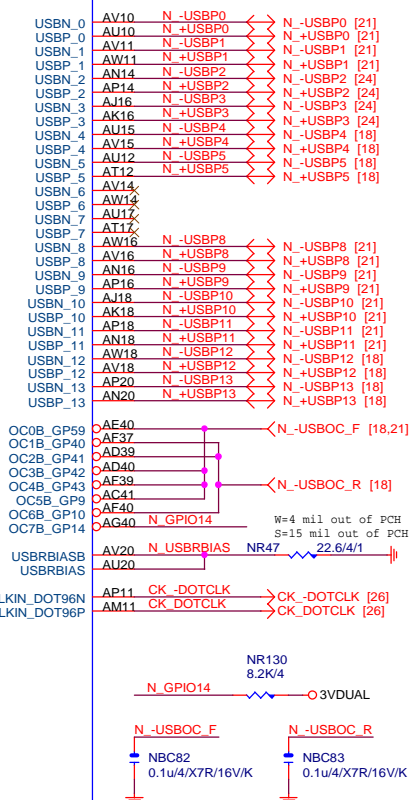 USBN_0 AV10 N_-USBP0 N_-USBP0 [21]
USBP_0 AU10 N_+USBP0 N_+USBP0 [21]
USBN_1 AV11 N_-USBP1 N_-USBP1 [21]
USBP_1 AW11 N_+USBP1 N_+USBP1 [21]
USBN_2 AN14 N_-USBP2 N_-USBP2 [24]
USBP_2 AP14 N_+USBP2 N_+USBP2 [24]
USBN_3 AJ16 N_-USBP3 N_-USBP3 [24]
USBP_3 AK16 N_+USBP3 N_+USBP3 [24]
USBN_4 AU15 N_-USBP4 N_-USBP4 [18]
USBP_4 AV15 N_+USBP4 N_+USBP4 [18]
USBN_5 AU12 N_-USBP5 N_-USBP5 [18]
USBP_5 AT12 N_+USBP5 N_+USBP5 [18]
USBN_6 AV14
USBP_6 AW14
USBN_7 AU17
USBP_7 AT17
USBN_8 AW16 N_-USBP8 N_-USBP8 [21]
USBP_8 AV16 N_+USBP8 N_+USBP8 [21]
USBN_9 AN16 N_-USBP9 N_-USBP9 [21]
USBP_9 AP16 N_+USBP9 N_+USBP9 [21]
USBN_10 AJ18 N_-USBP10 N_-USBP10 [21]
USBP_10 AK18 N_+USBP10 N_+USBP10 [21]
USBN_11 AP18 N_-USBP11 N_-USBP11 [21]
USBP_11 AN18 N_+USBP11 N_+USBP11 [21]
USBN_12 AW18 N_-USBP12 N_-USBP12 [18]
USBP_12 AV18 N_+USBP12 N_+USBP12 [18]
USBN_13 AP20 N_-USBP13 N_-USBP13 [18]
USBP_13 AN20 N_+USBP13 N_+USBP13 [18]
OC0B_GP59 AE40 N_-USBOC_F [18,21]
OC1B_GP40 AF37
OC2B_GP41 AD39
OC3B_GP42 AD40
OC4B_GP43 AF39 N_-USBOC_R [18]
OC5B_GP9 AC41
OC6B_GP10 AF40
OC7B_GP14 AG40 N_GPIO14
W=4 mil out of PCH
S=15 mil out of PCH
USBRBIASB AV20 N_USBRBIAS NR47 22.6/4/1
USBRBIAS AU20
LKIN_DOT96N AP11 CK_-DOTCLK CK_-DOTCLK [26]
LKIN_DOT96P AM11 CK_DOTCLK CK_DOTCLK [26]
NR130
8.2K/4
N_GPIO14 3VDUAL
N_-USBOC_F N_-USBOC_R
NBC82 NBC83
0.1u/4/X7R/16V/K 0.1u/4/X7R/16V/K